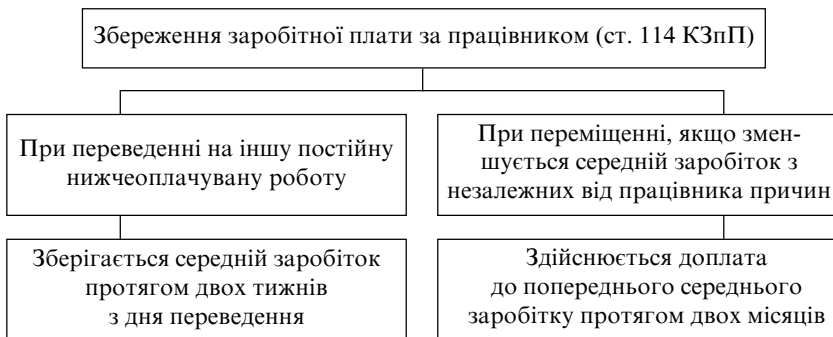 Збереження заробітної плати за працівником (ст. 114 КЗпП)
При переведенні на іншу постійну
нижчеоплачувану роботу
При переміщенні, якщо змен-
шується середній заробіток з
незалежних від працівника причин
Зберігається середній заробіток
протягом двох тижнів
з дня переведення
Здійснюється доплата
до попереднього середнього
заробітку протягом двох місяців